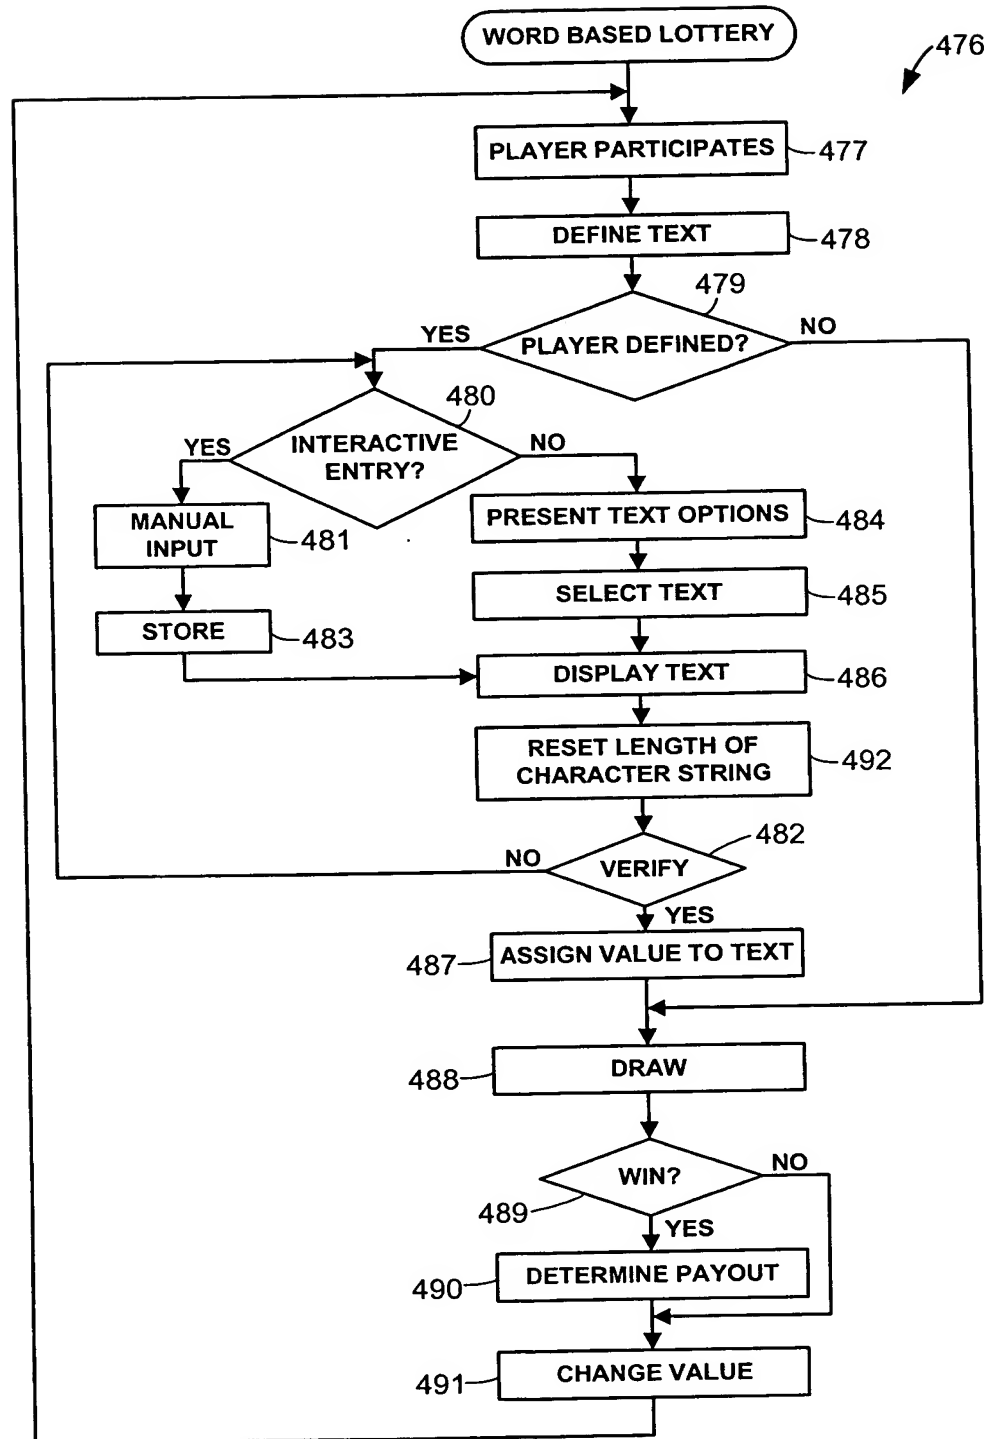 WORD BASED LOTTERY
476
PLAYER PARTICIPATES
477
DEFINE TEXT
478
479
PLAYER DEFINED?
YES
NO
480
INTERACTIVE
ENTRY?
YES
NO
MANUAL
INPUT
481
PRESENT TEXT OPTIONS
484
SELECT TEXT
485
STORE
483
DISPLAY TEXT
486
RESET LENGTH OF
CHARACTER STRING
492
482
VERIFY
NO
YES
487
ASSIGN VALUE TO TEXT
488
DRAW
WIN?
NO
489
YES
490
DETERMINE PAYOUT
491
CHANGE VALUE